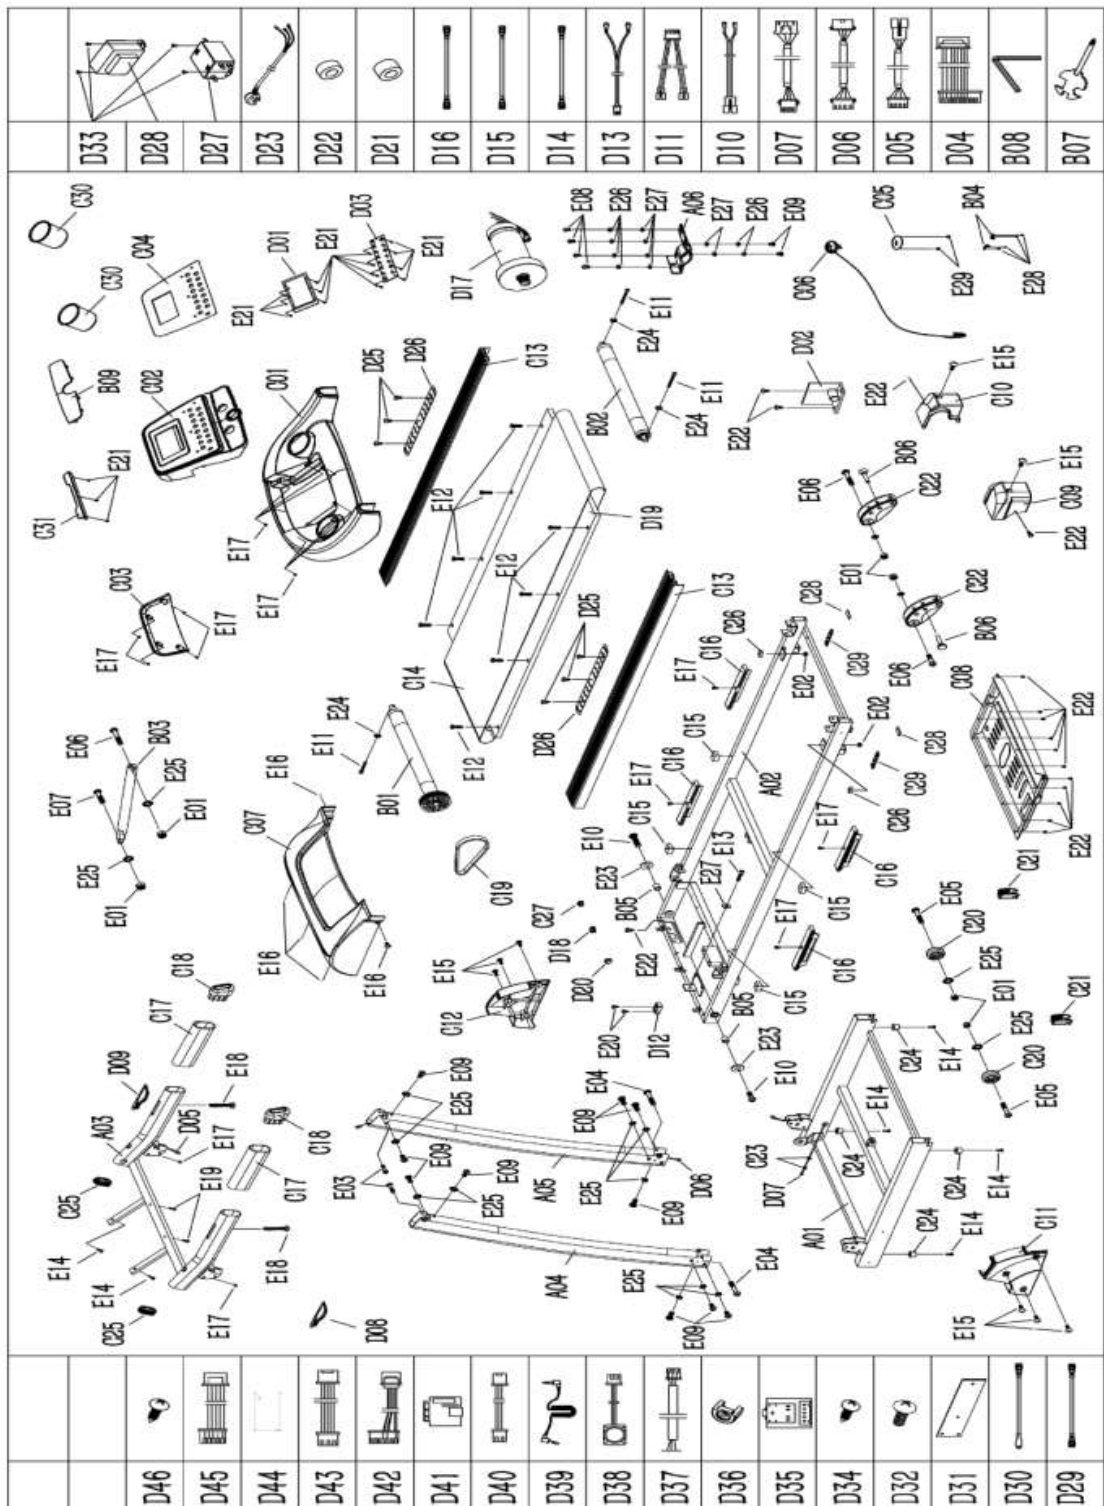 D33
D28
D27
D23
D22
D21
D16
D15
D14
D13
D11
D10
D07
D06
D05
D04
B08
B07
C30
C04
C30
D01
D03
E21
E21
E21
D17
E08
E26
E27
A06
E27
E26
E09
C05
B04
E29
E28
C06
B09
C02
C01
C31
E21
E17
E17
D25
D26
C13
E11
E24
B02
E11
E24
D02
E22
E15
E22
C10
E12
E12
D19
C03
E17
E17
C14
D25
D26
C13
E12
E06
B06
C22
E15
C09
E22
E01
C22
B06
E06
C28
C26
C29
E02
C16
E17
C15
A02
E02
C28
C29
C26
C08
E22
E22
E06
B03
E07
E25
E01
E25
E01
E24
E11
B01
E16
C07
E16
E16
C19
E17
C16
C15
E10
E23
B05
E13
E27
E22
E17
C16
C15
E17
C16
C15
C27
D18
D20
E15
C12
E20
D12
B05
E23
E10
C21
E05
C20
E25
E01
C21
E25
C20
E05
C18
C17
D09
A03
E18
D05
E17
C18
C17
E19
C25
E14
E14
E18
E17
C25
D08
E09
E25
E04
E09
E09
E03
E09
E25
A05
E25
D06
E09
A04
E04
E25
E09
C24
E14
E14
C23
C24
D07
C24
E14
A01
C24
E14
C11
E15
D46
D45
D44
D43
D42
D41
D40
D39
D38
D37
D36
D35
D34
D32
D31
D30
D29